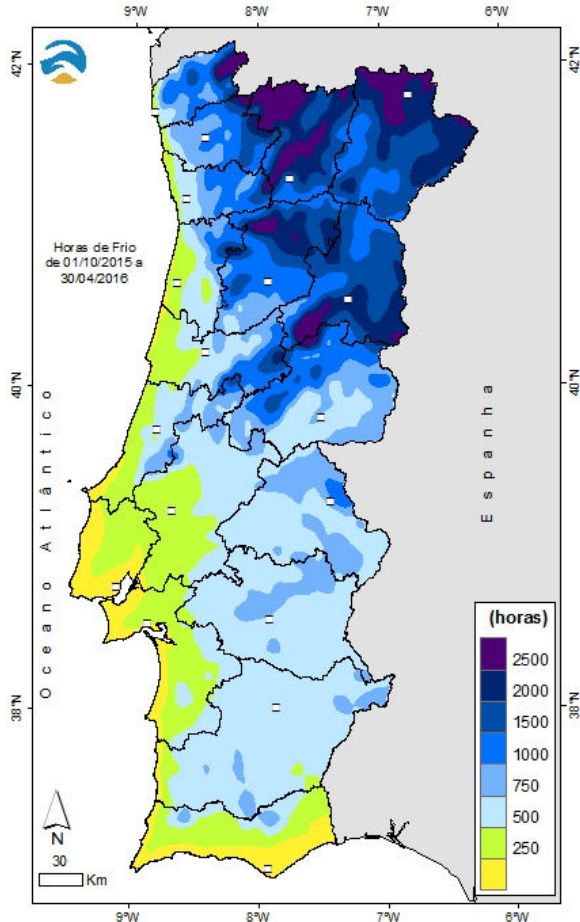 9°W 8°W 7°W 6°W
42°N 42°N
Horas de Frio
de 01/10/2015 a
30/04/2016
40°N 40°N
Oceano Atlântico
Espanha
(horas)
2500
2000
1500
1000
750
500
250
38°N 38°N
N
30
Km
9°W 8°W 7°W 6°W